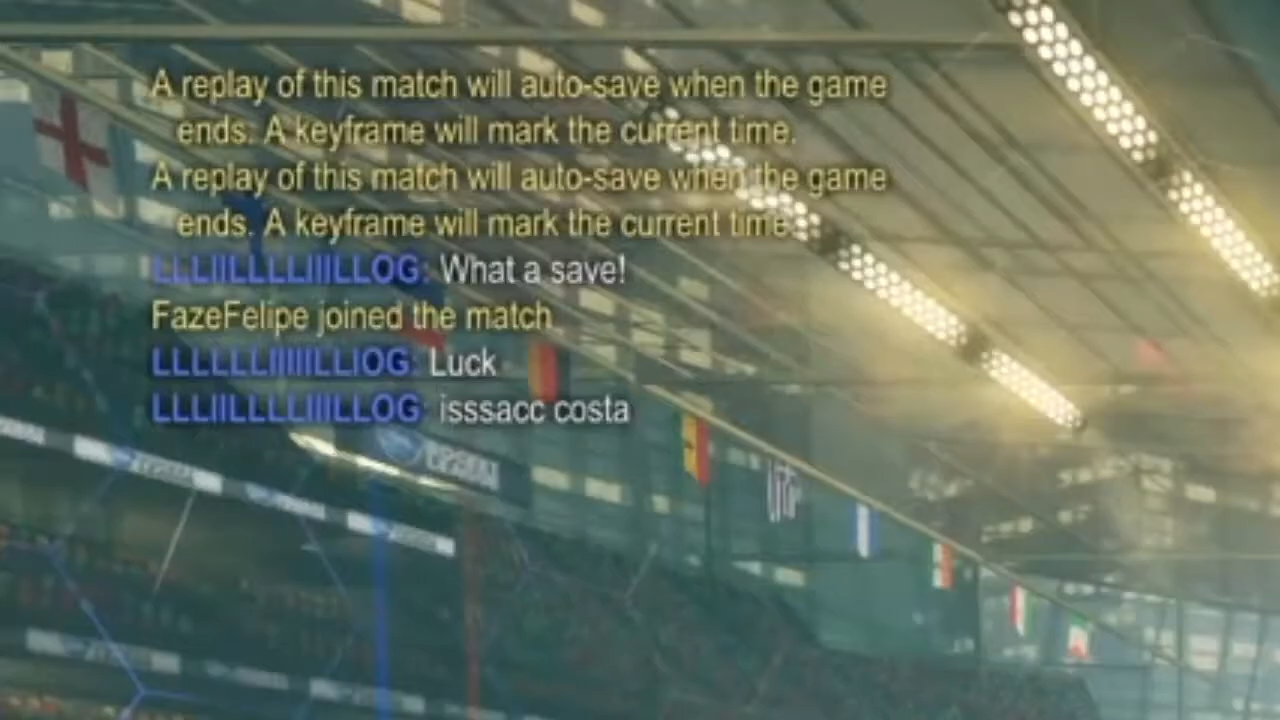 A replay of this match will auto-save when the game
ends. A keyframe will mark the current time.
A replay of this match will auto-save when the game
ends. A keyframe will mark the current time.
LLLIILLLLIIILLOG: What a save!
FazeFelipe joined the match
LLLLLLIIIIILLIOG: Luck
LLLIILLLLIIILLOG: isssacc costa